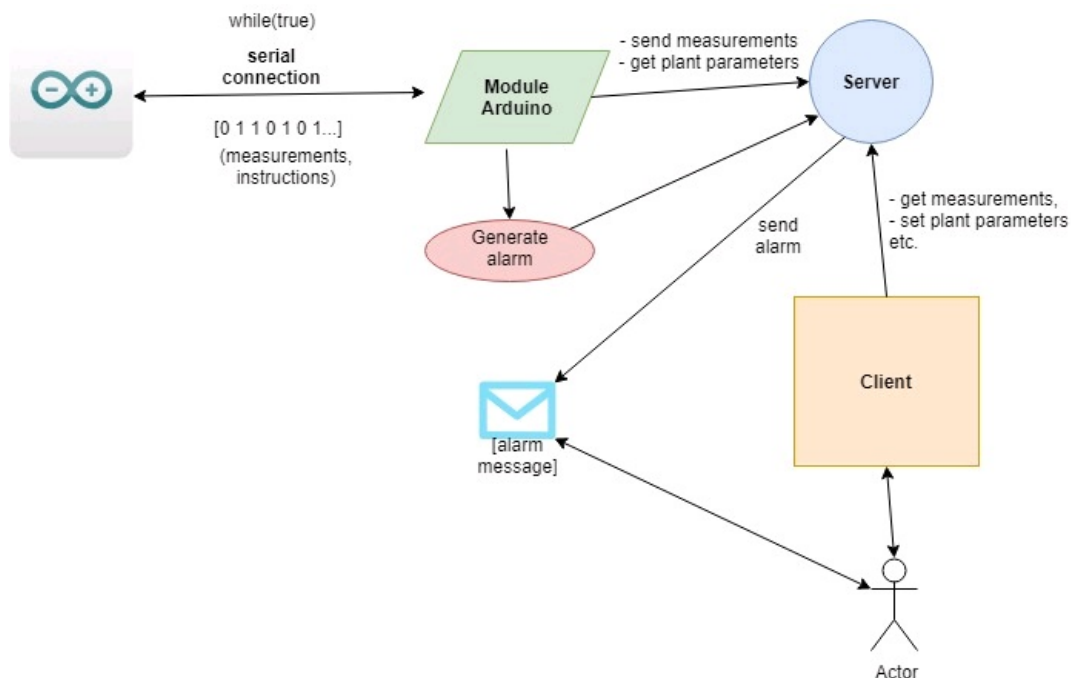 while(true)
serial
connection
[0 1 1 0 1 0 1...]
(measurements,
instructions)
Module
Arduino
- send measurements
- get plant parameters
Server
Generate
alarm
send
alarm
- get measurements,
- set plant parameters
etc.
Client
[alarm
message]
Actor